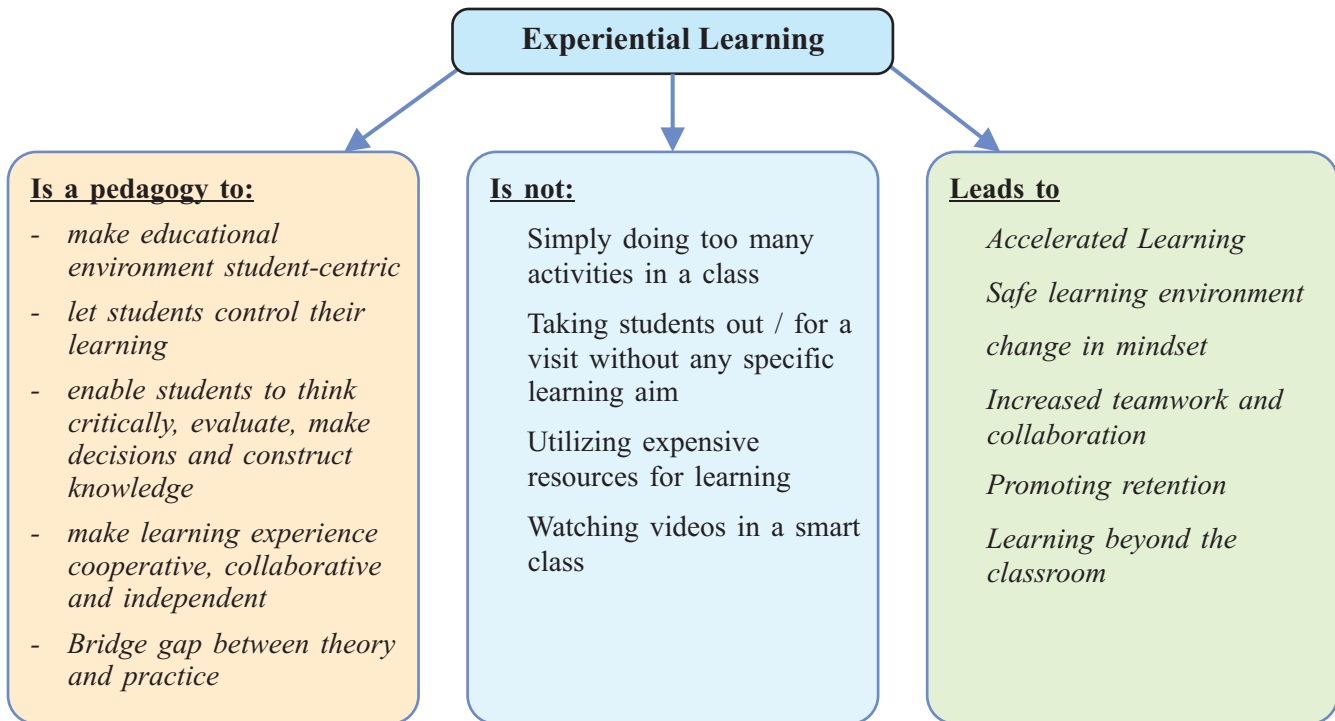 Experiential Learning
Is a pedagogy to:
- make educational
environment student-centric
- let students control their
learning
- enable students to think
critically, evaluate, make
decisions and construct
knowledge
- make learning experience
cooperative, collaborative
and independent
- Bridge gap between theory
and practice
Is not:
Simply doing too many
activities in a class
Taking students out / for a
visit without any specific
learning aim
Utilizing expensive
resources for learning
Watching videos in a smart
class
Leads to
Accelerated Learning
Safe learning environment
change in mindset
Increased teamwork and
collaboration
Promoting retention
Learning beyond the
classroom